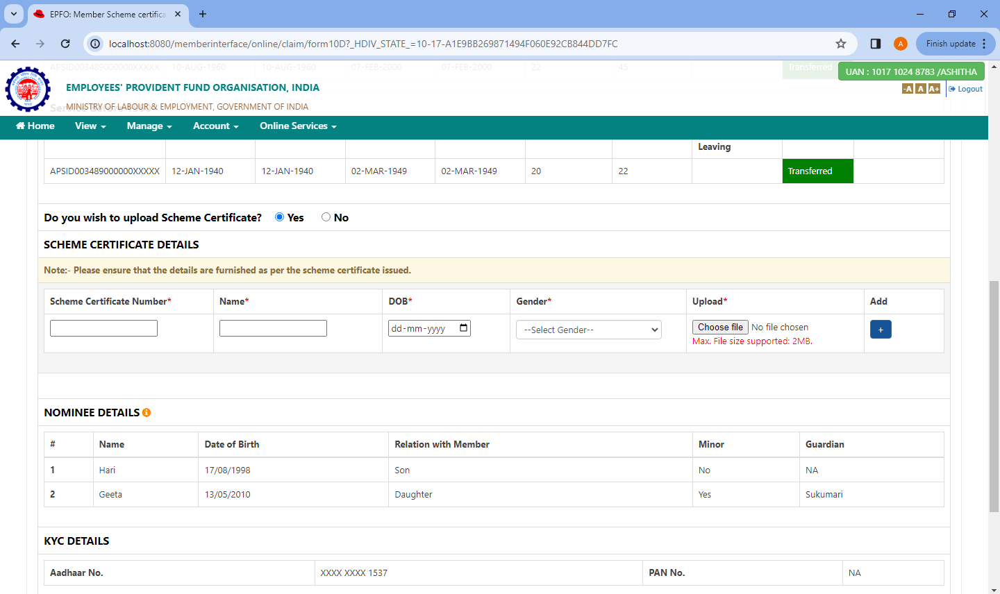 EPFO: Member Scheme certifica
localhost:8080/memberinterface/online/claim/form10D?_HDIV_STATE_=10-17-A1E9BB269871494F060E92CB844DD7FC
A
Finish update
APSID003489000000XXXXX 10-AUG-1960 10-AUG-1960 07-FEB-2000 07-FEB-2000 22 45 Transferred
UAN : 1017 1024 8783 /ASHITHA
EMPLOYEES' PROVIDENT FUND ORGANISATION, INDIA
-A A A+ Logout
MINISTRY OF LABOUR & EMPLOYMENT, GOVERNMENT OF INDIA
Home View Manage Account Online Services
Leaving
APSID003489000000XXXXX 12-JAN-1940 12-JAN-1940 02-MAR-1949 02-MAR-1949 20 22 Transferred
Do you wish to upload Scheme Certificate? Yes No
SCHEME CERTIFICATE DETAILS
Note:- Please ensure that the details are furnished as per the scheme certificate issued.
Scheme Certificate Number* Name* DOB* Gender* Upload* Add
dd-mm-yyyy --Select Gender-- Choose file No file chosen +
Max. File size supported: 2MB.
NOMINEE DETAILS
# Name Date of Birth Relation with Member Minor Guardian
1 Hari 17/08/1998 Son No NA
2 Geeta 13/05/2010 Daughter Yes Sukumari
KYC DETAILS
Aadhaar No. XXXX XXXX 1537 PAN No. NA